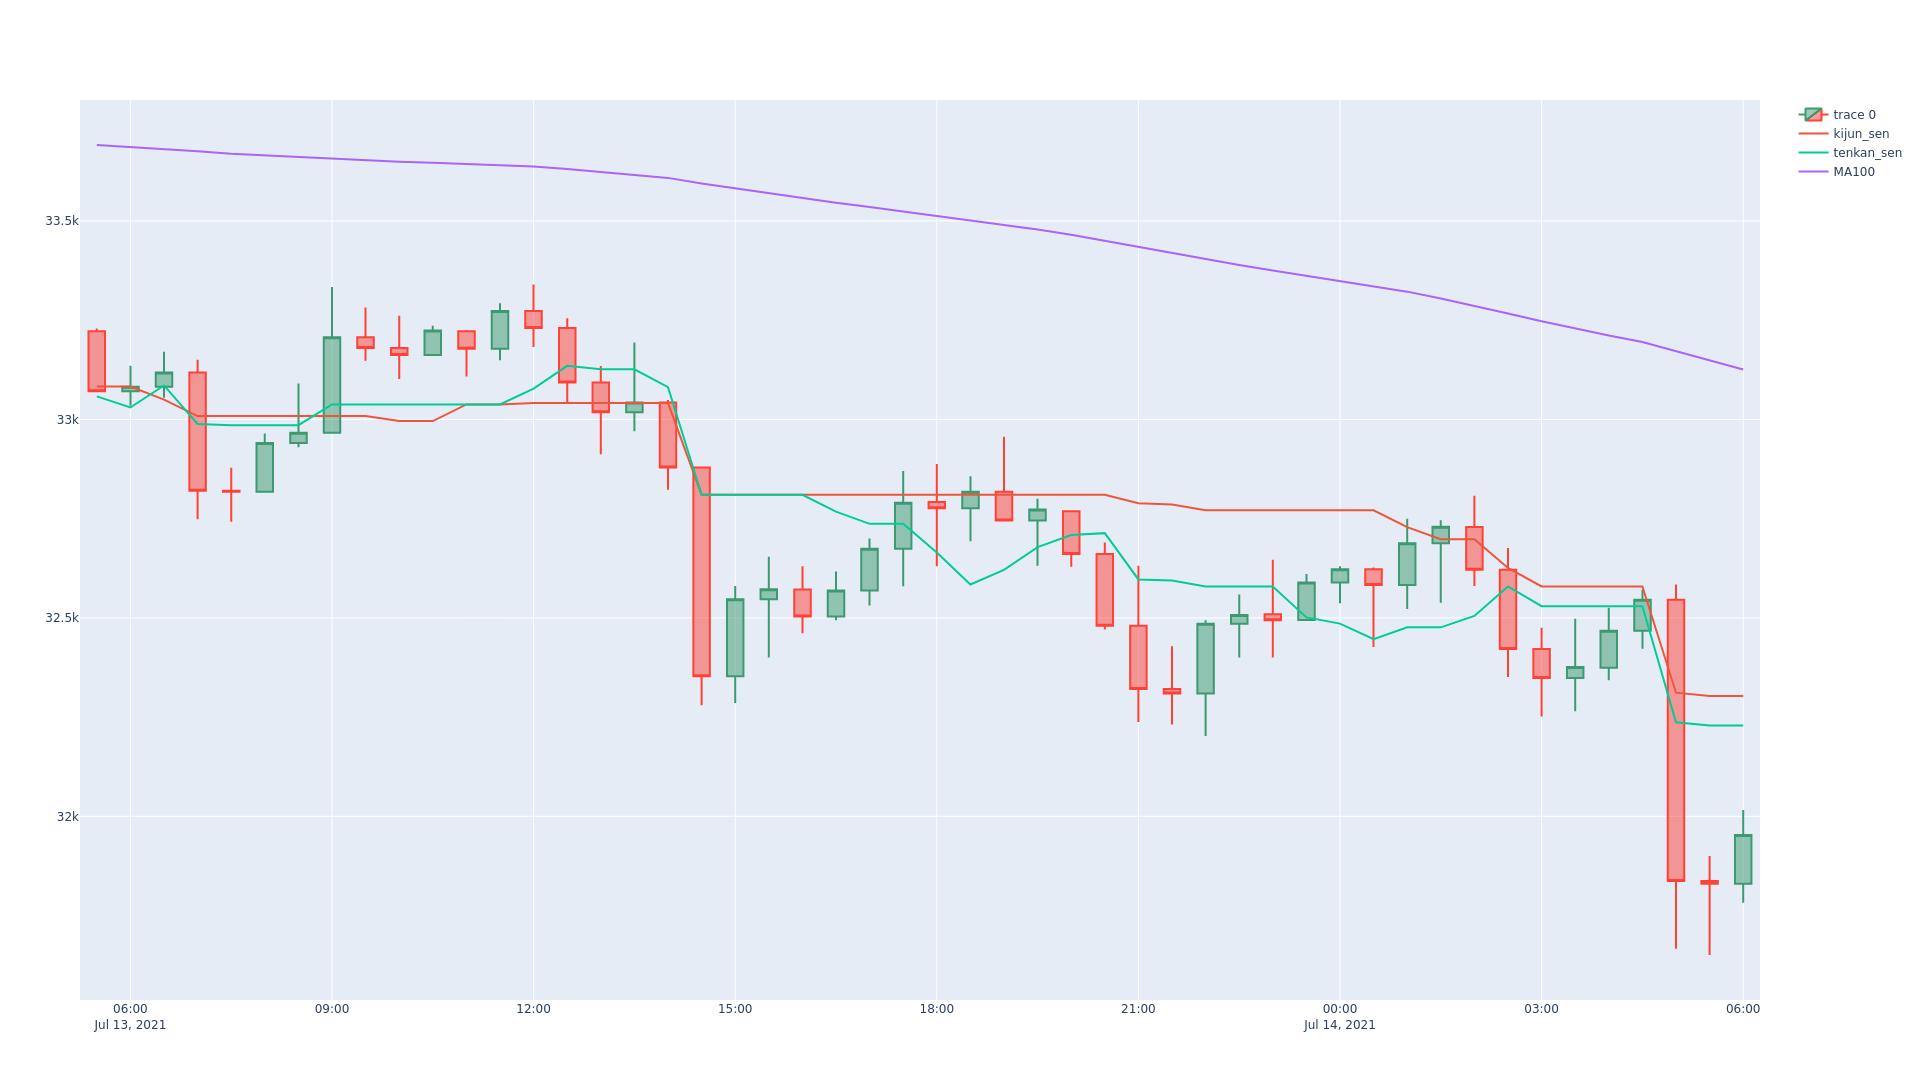 trace 0
kijun_sen
tenkan_sen
MA100
33.5k
33k
32.5k
32k
06:00 09:00 12:00 15:00 18:00 21:00 00:00 03:00 06:00
Jul 13, 2021 Jul 14, 2021